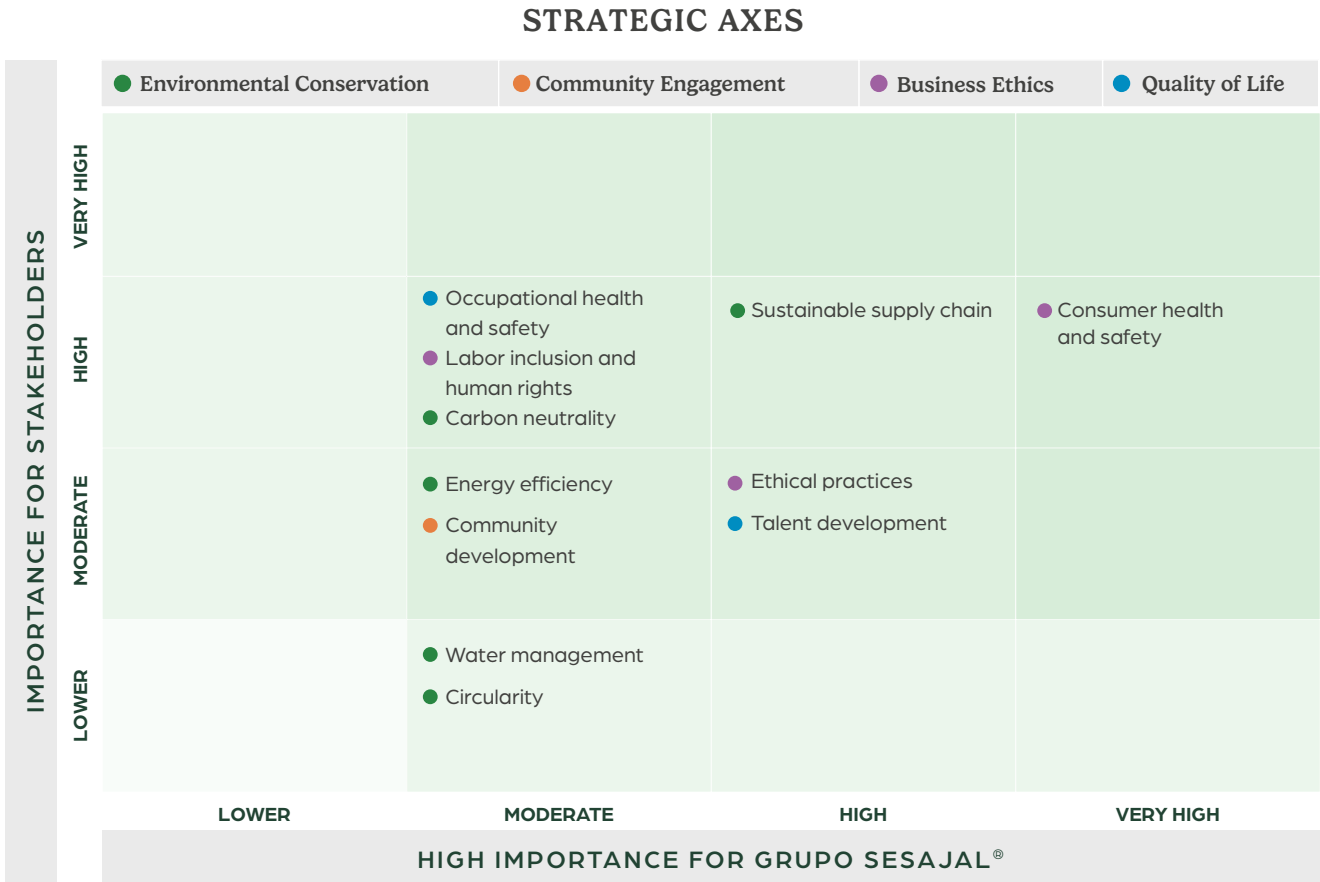 STRATEGIC AXES
Environmental Conservation
Community Engagement
Business Ethics
Quality of Life
IMPORTANCE FOR STAKEHOLDERS
VERY HIGH
HIGH
Occupational health
and safety
Labor inclusion and
human rights
Carbon neutrality
Sustainable supply chain
Consumer health
and safety
MODERATE
Energy efficiency
Community
development
Ethical practices
Talent development
LOWER
Water management
Circularity
LOWER
MODERATE
HIGH
VERY HIGH
HIGH IMPORTANCE FOR GRUPO SESAJAL®